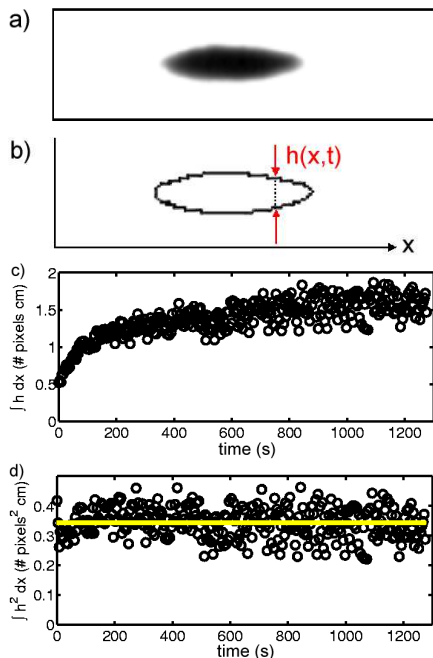 a)
b)
h(x,t)
x
c)
2
1.5
1
0.5
0
∫ h dx (# pixels cm)
0 200 400 600 800 1000 1200
time (s)
d)
0.4
0.3
0.2
0.1
0
∫ h² dx (# pixels² cm)
0 200 400 600 800 1000 1200
time (s)